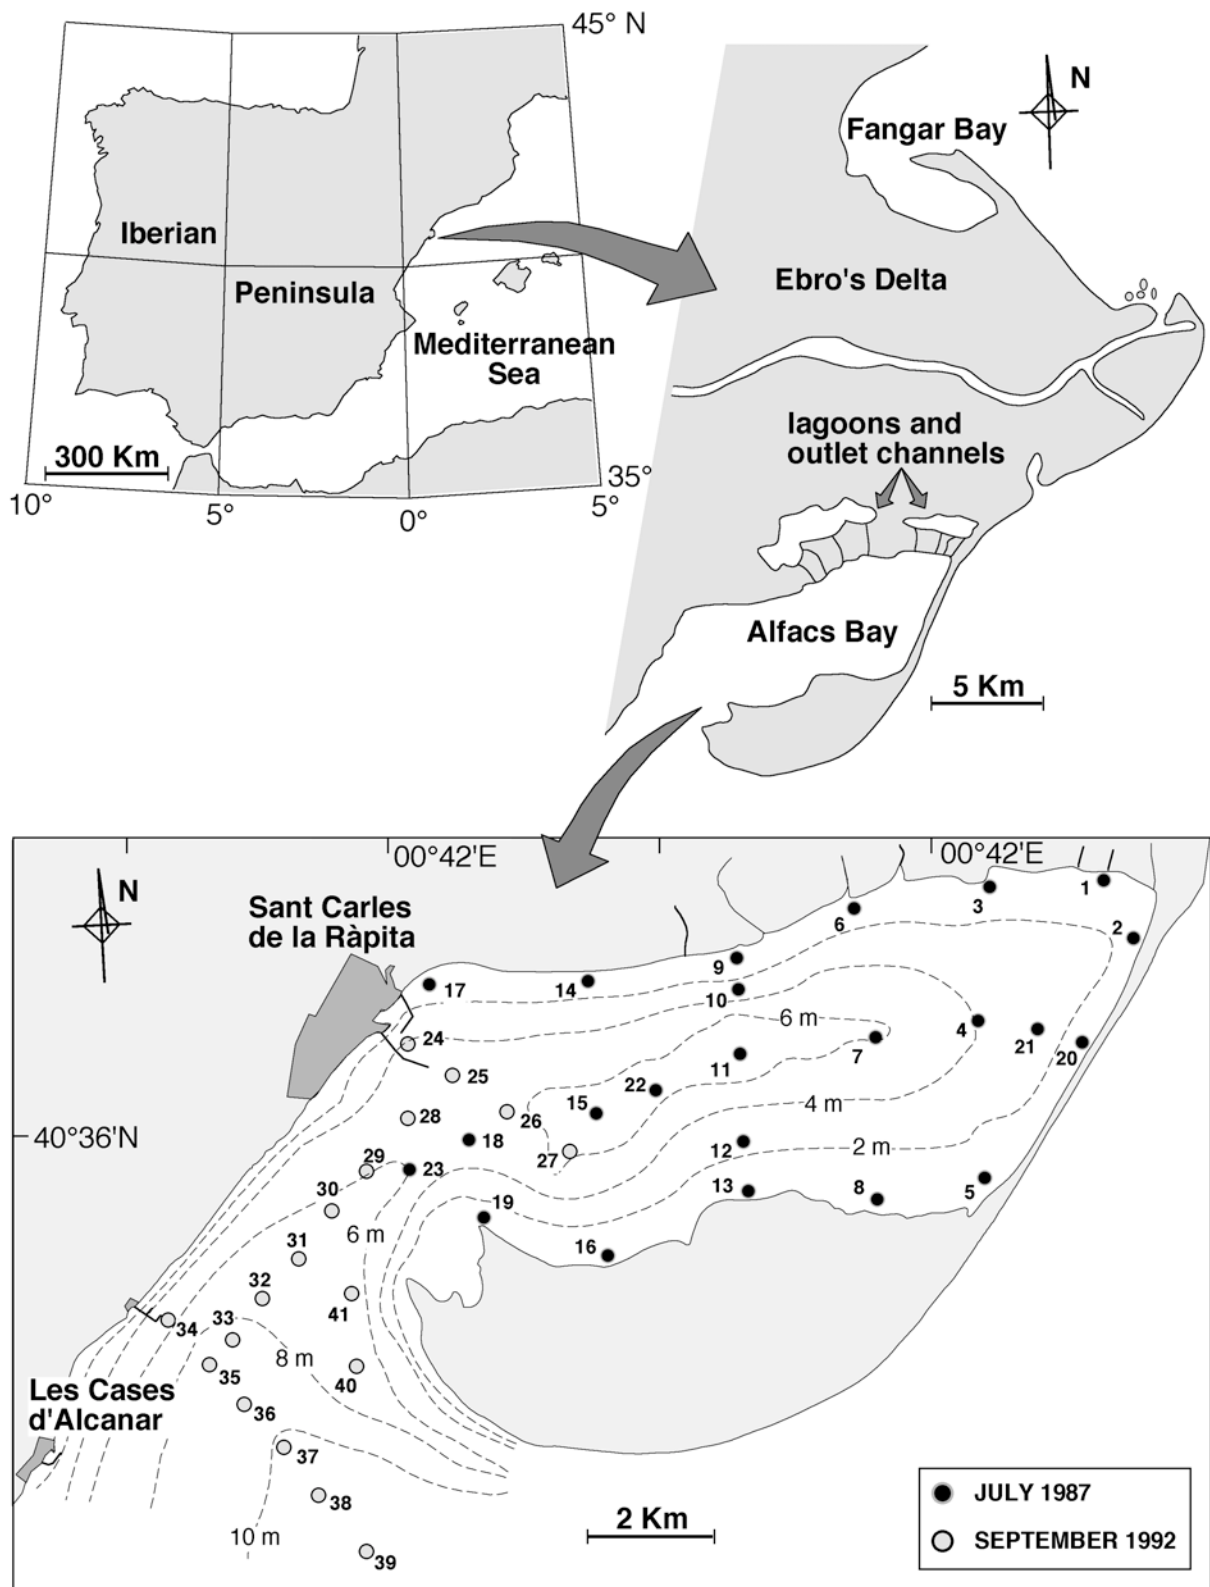 45° N
N
Fangar Bay
Iberian
Peninsula
Ebro's Delta
Mediterranean
Sea
lagoons and
outlet channels
300 Km
35°
10°
5°
0°
5°
Alfacs Bay
5 Km
00°42'E
00°42'E
N
Sant Carles
de la Ràpita
1
3
6
2
9
17
14
10
6 m
4
24
7
21
20
11
25
22
15
4 m
28
26
40°36'N
18
12
2 m
29
27
23
13
8
5
30
19
6 m
16
31
32
41
34
33
8 m
35
40
Les Cases
d'Alcanar
36
37
38
10 m
39
2 Km
JULY 1987
SEPTEMBER 1992